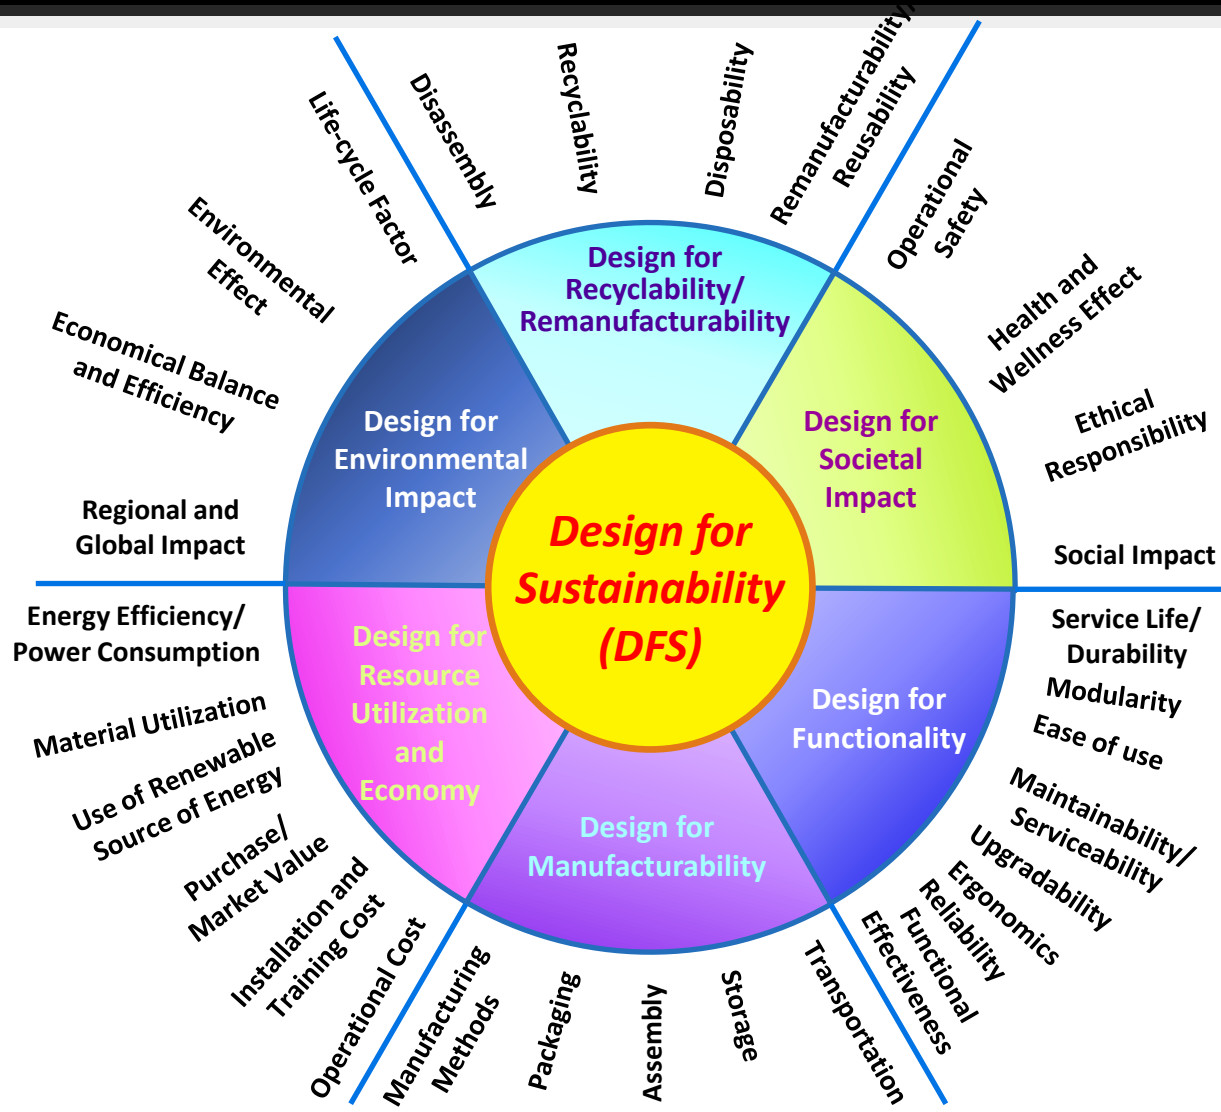 Design for
Sustainability
(DFS)
Design for
Recyclability/
Remanufacturability
Disassembly
Recyclability
Disposability
Remanufacturability/
Reusability
Design for
Societal
Impact
Operational
Safety
Health and
Wellness Effect
Ethical
Responsibility
Social Impact
Design for
Functionality
Service Life/
Durability
Modularity
Ease of use
Maintainability/
Serviceability
Upgradability
Ergonomics
Reliability
Functional
Effectiveness
Design for
Manufacturability
Transportation
Storage
Assembly
Packaging
Manufacturing
Methods
Design for
Resource
Utilization
and
Economy
Operational Cost
Installation and
Training Cost
Purchase/
Market Value
Use of Renewable
Source of Energy
Material Utilization
Energy Efficiency/
Power Consumption
Design for
Environmental
Impact
Regional and
Global Impact
Economical Balance
and Efficiency
Environmental
Effect
Life-cycle Factor